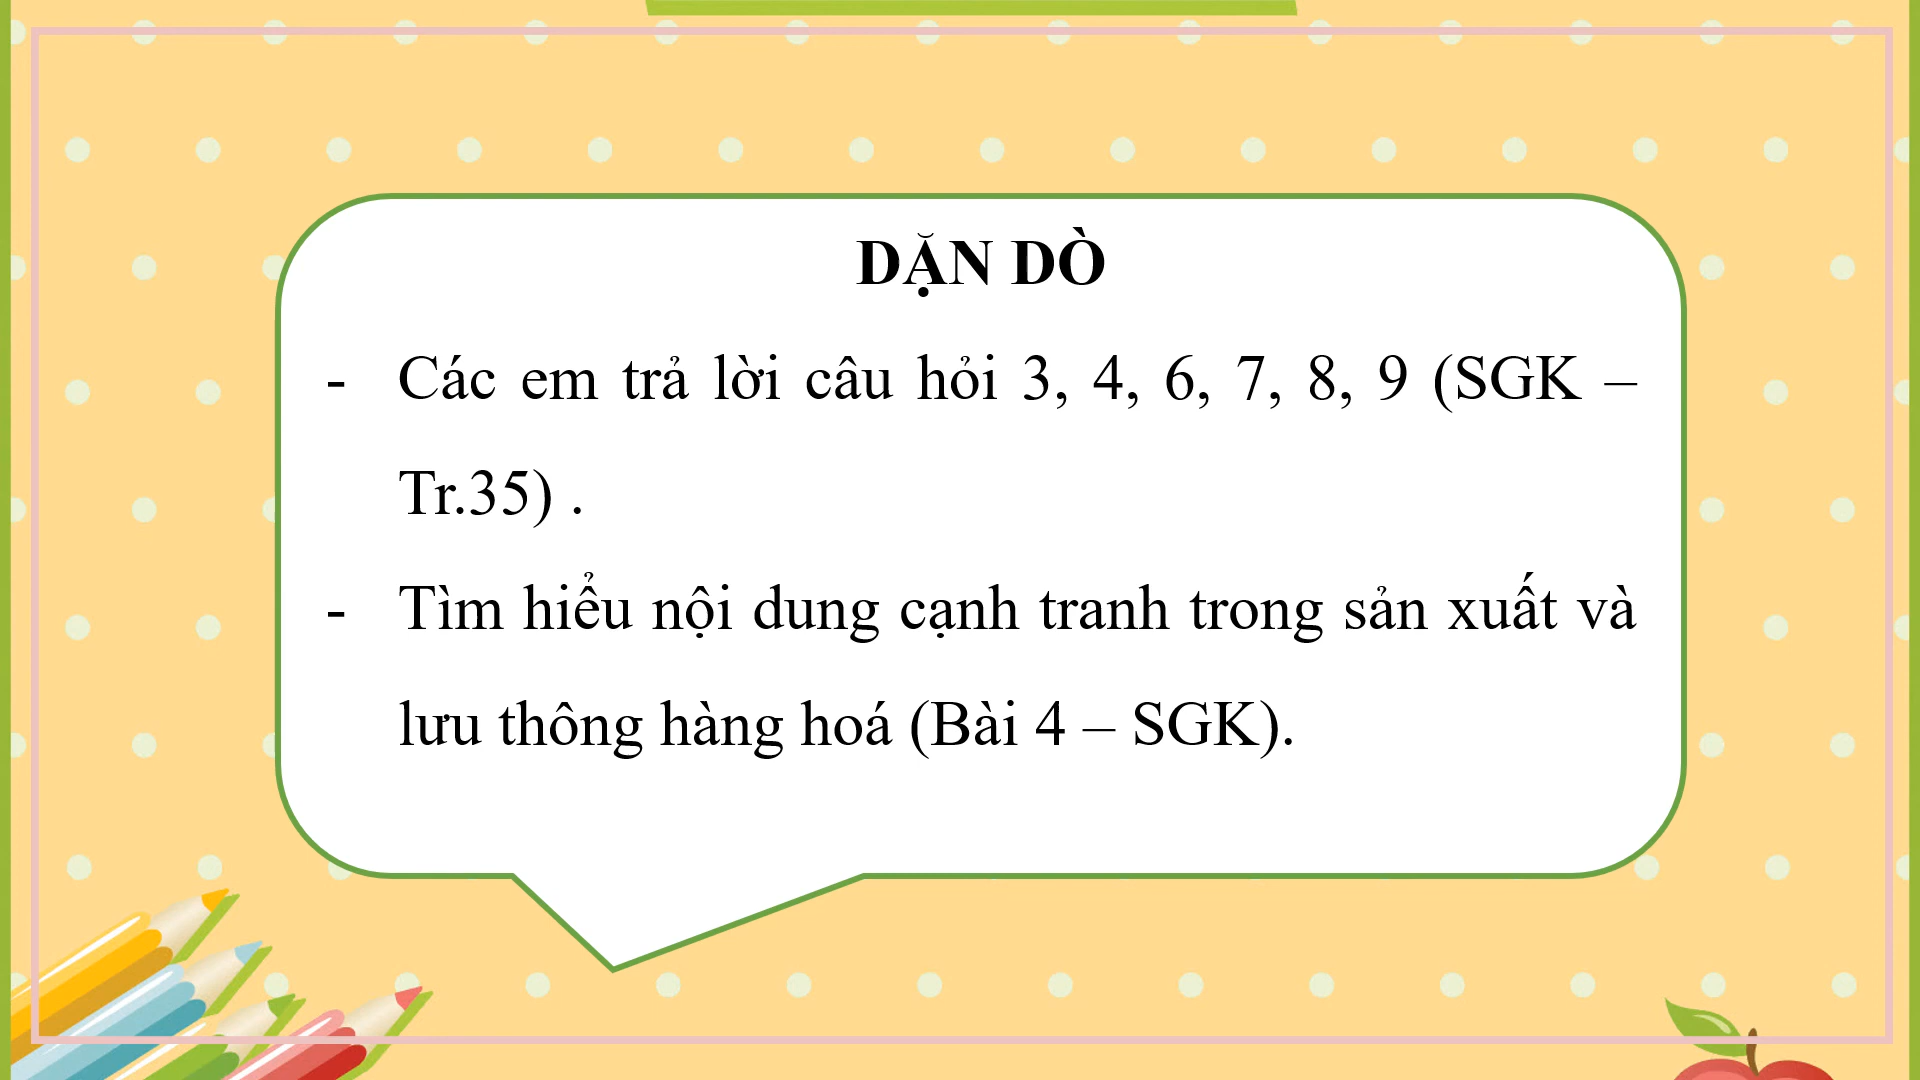 DẶN DÒ
- Các em trả lời câu hỏi 3, 4, 6, 7, 8, 9 (SGK –
Tr.35) .
- Tìm hiểu nội dung cạnh tranh trong sản xuất và
lưu thông hàng hoá (Bài 4 – SGK).